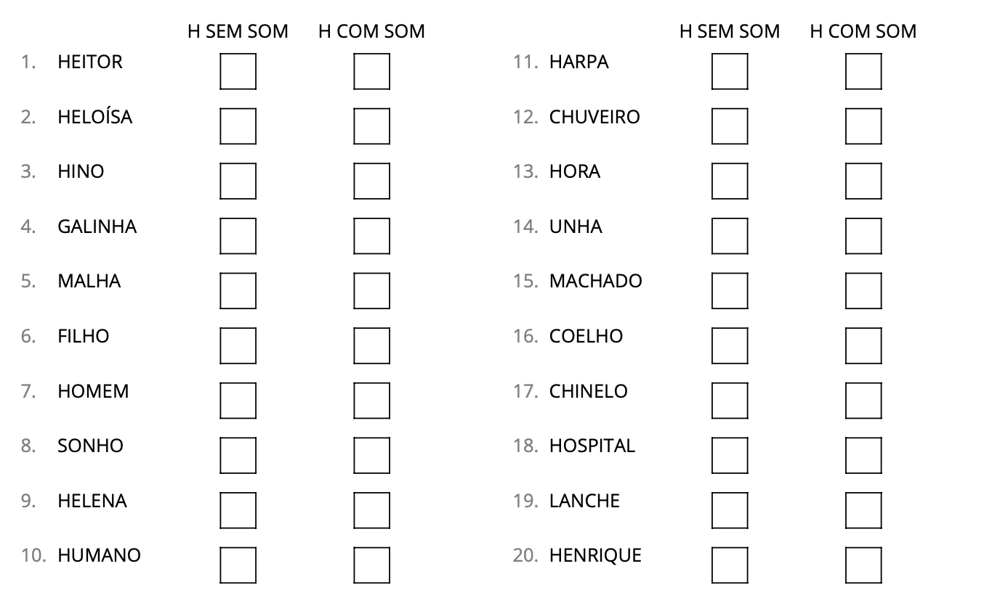 H SEM SOM H COM SOM
1. HEITOR
2. HELOÍSA
3. HINO
4. GALINHA
5. MALHA
6. FILHO
7. HOMEM
8. SONHO
9. HELENA
10. HUMANO
H SEM SOM H COM SOM
11. HARPA
12. CHUVEIRO
13. HORA
14. UNHA
15. MACHADO
16. COELHO
17. CHINELO
18. HOSPITAL
19. LANCHE
20. HENRIQUE